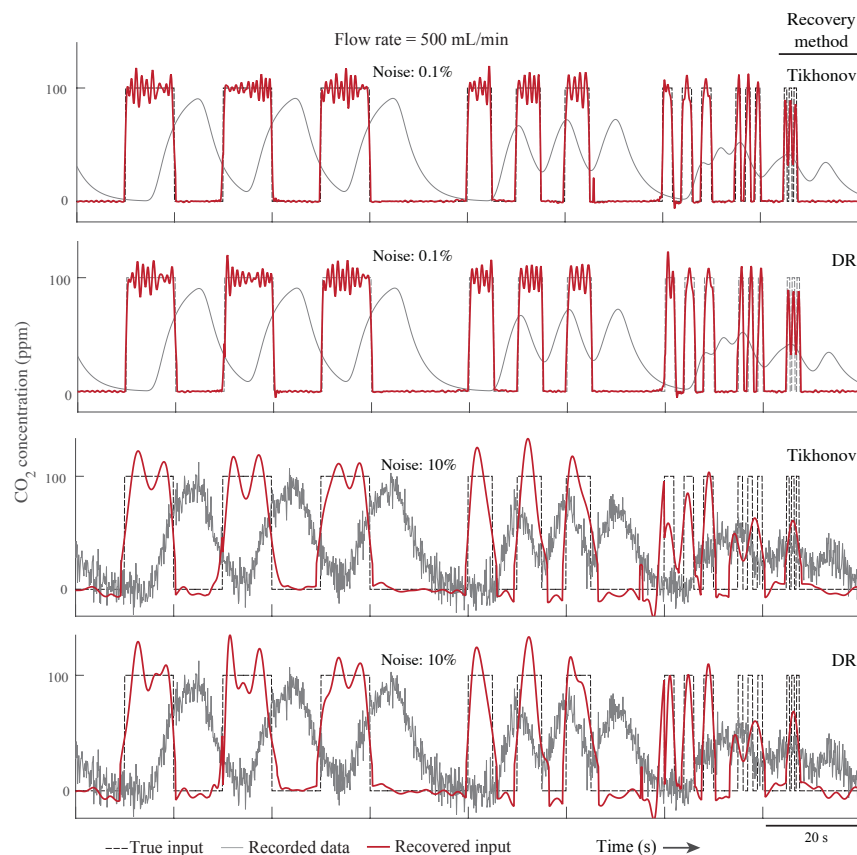 Recovery
method
Flow rate = 500 mL/min
Noise: 0.1%
Tikhonov
100
0
Noise: 0.1%
DR
100
0
CO₂ concentration (ppm)
Noise: 10%
Tikhonov
100
0
Noise: 10%
DR
100
0
20 s
True input
Recorded data
Recovered input
Time (s)